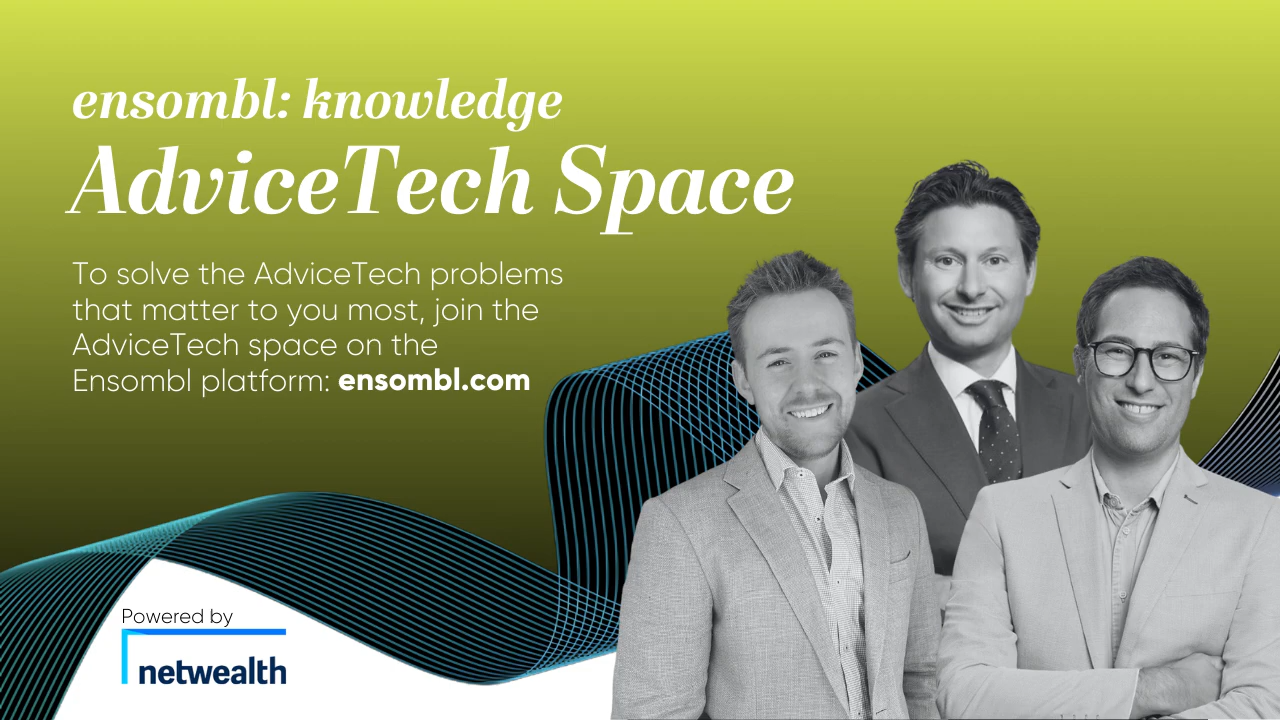 ensombl: knowledge
AdviceTech Space
To solve the AdviceTech problems
that matter to you most, join the
AdviceTech space on the
Ensombl platform: ensombl.com
Powered by
netwealth